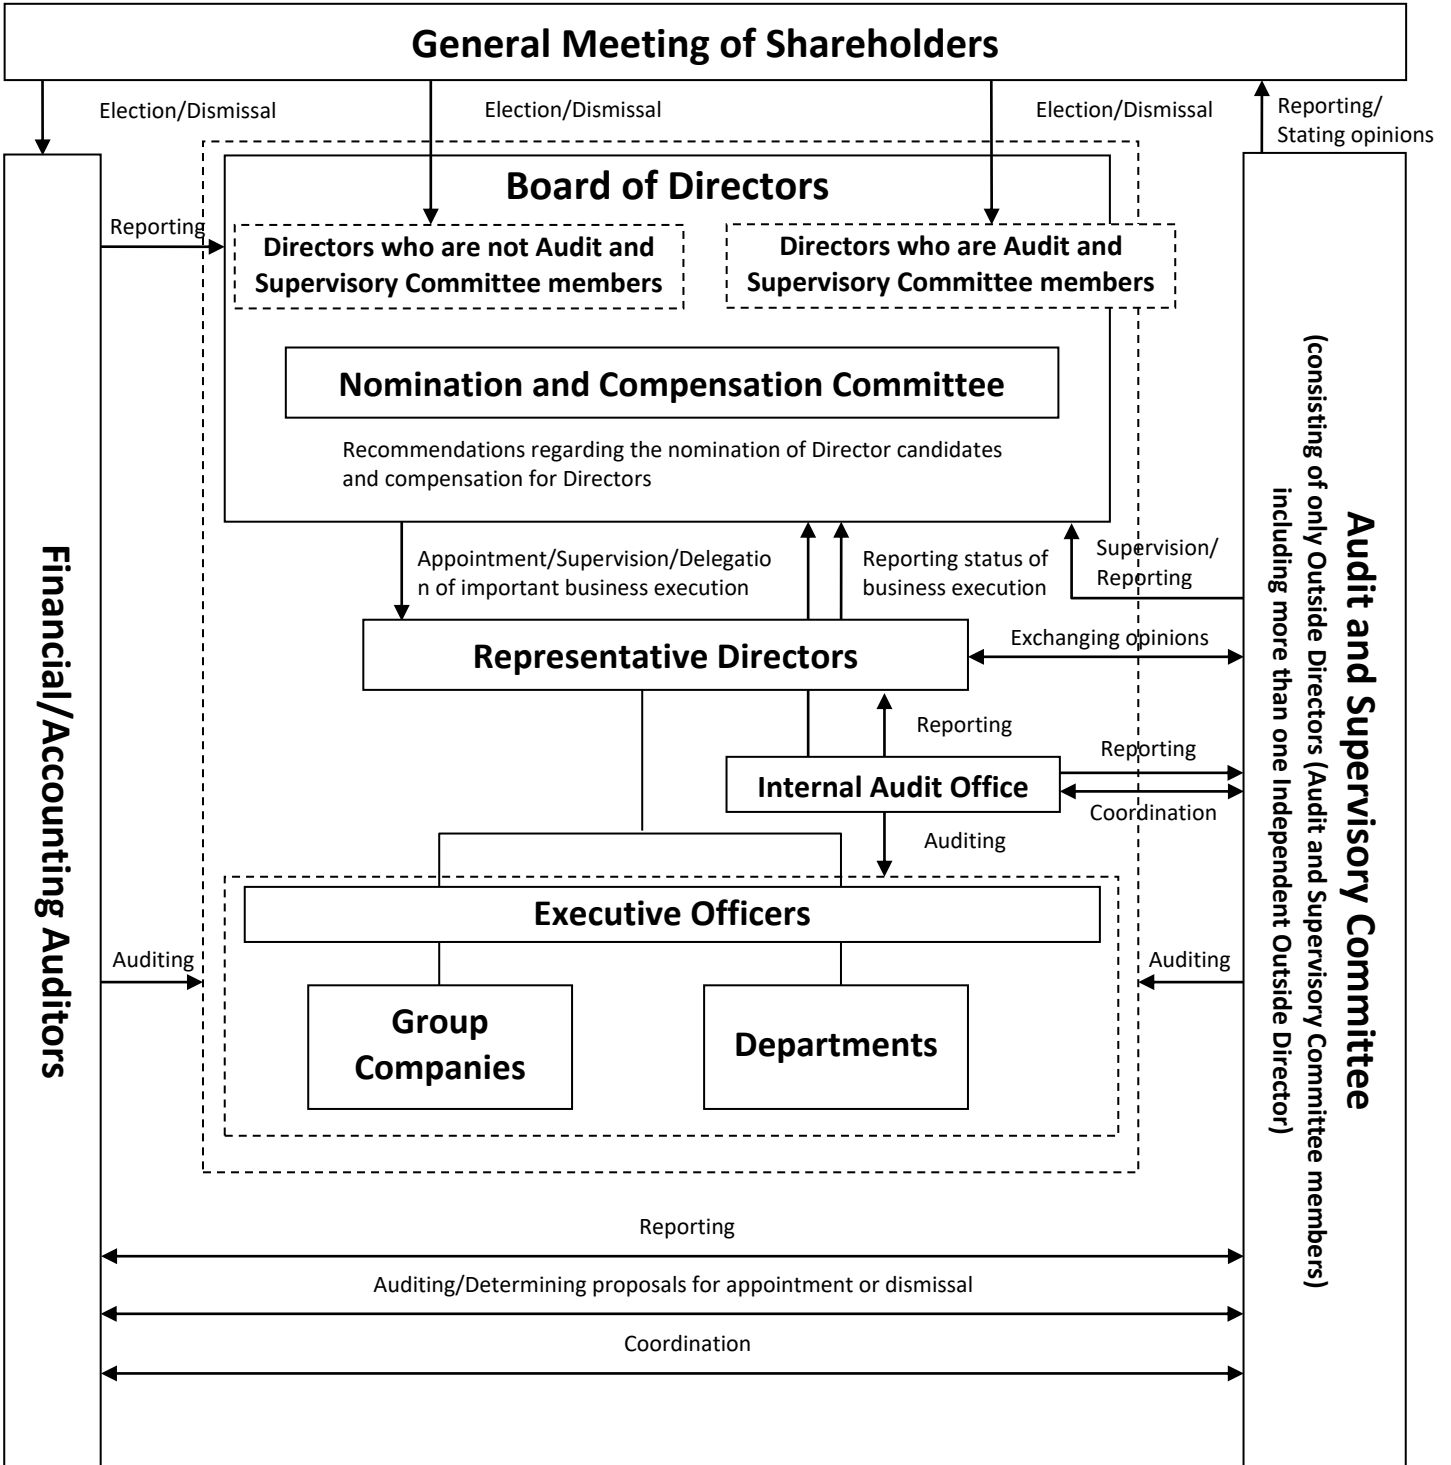 General Meeting of Shareholders
Election/Dismissal
Election/Dismissal
Election/Dismissal
Reporting/
Stating opinions
Board of Directors
Reporting
Directors who are not Audit and
Supervisory Committee members
Directors who are Audit and
Supervisory Committee members
Nomination and Compensation Committee
Recommendations regarding the nomination of Director candidates
and compensation for Directors
Appointment/Supervision/Delegatio
n of important business execution
Reporting status of
business execution
Supervision/
Reporting
Representative Directors
Exchanging opinions
Reporting
Reporting
Internal Audit Office
Coordination
Auditing
Executive Officers
Auditing
Auditing
Group
Companies
Departments
Financial/Accounting Auditors
Audit and Supervisory Committee
(consisting of only Outside Directors (Audit and Supervisory Committee members)
including more than one Independent Outside Director)
Reporting
Auditing/Determining proposals for appointment or dismissal
Coordination